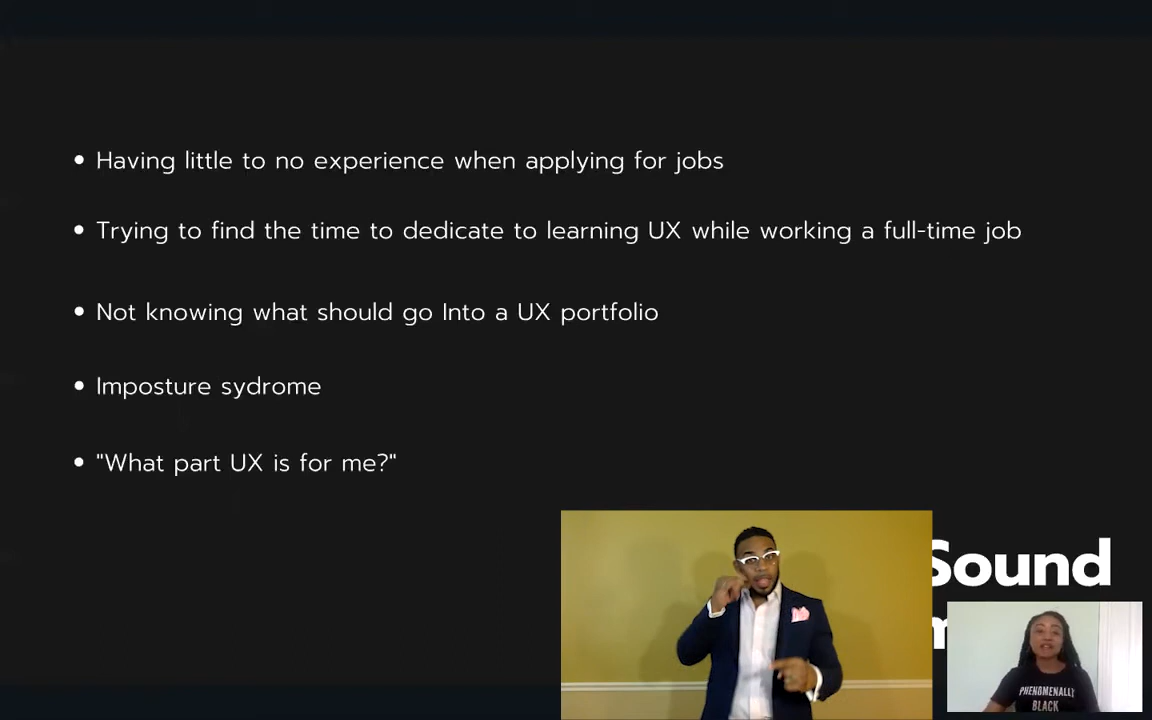 • Having little to no experience when applying for jobs
• Trying to find the time to dedicate to learning UX while working a full-time job
• Not knowing what should go Into a UX portfolio
• Imposture sydrome
• "What part UX is for me?"
Sound
PHENOMENALLY
BLACK